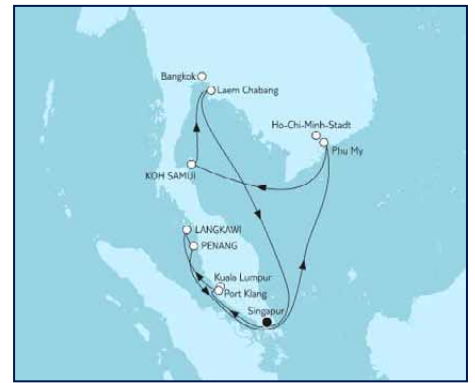 Bangkok
Laem Chabang
Ho-Chi-Minh-Stadt
Phu My
KOH SAMUI
LANGKAWI
PENANG
Kuala Lumpur
Port Klang
Singapur